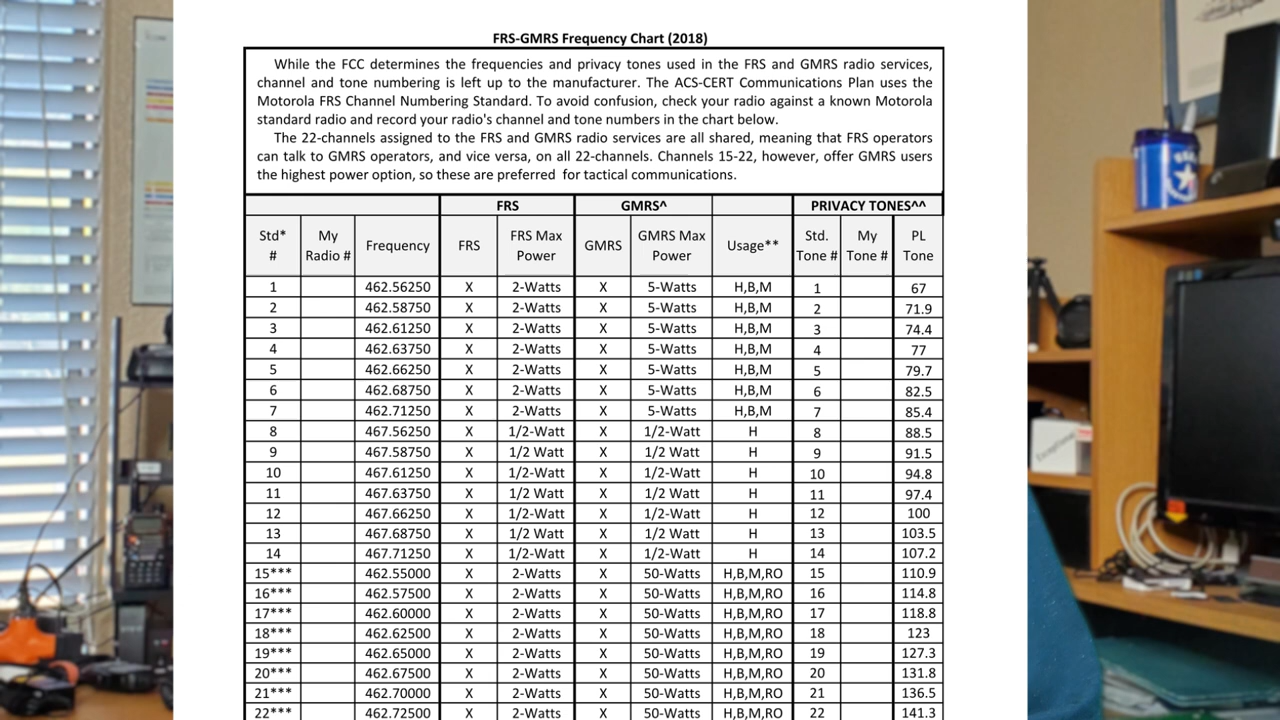 FRS-GMRS Frequency Chart (2018)
While the FCC determines the frequencies and privacy tones used in the FRS and GMRS radio services,
channel and tone numbering is left up to the manufacturer. The ACS-CERT Communications Plan uses the
Motorola FRS Channel Numbering Standard. To avoid confusion, check your radio against a known Motorola
standard radio and record your radio's channel and tone numbers in the chart below.
The 22-channels assigned to the FRS and GMRS radio services are all shared, meaning that FRS operators
can talk to GMRS operators, and vice versa, on all 22-channels. Channels 15-22, however, offer GMRS users
the highest power option, so these are preferred for tactical communications.
FRS GMRS^ PRIVACY TONES^^
Std* # My Radio # Frequency FRS FRS Max Power GMRS GMRS Max Power Usage** Std. Tone # My Tone # PL Tone
1 462.56250 X 2-Watts X 5-Watts H,B,M 1 67
2 462.58750 X 2-Watts X 5-Watts H,B,M 2 71.9
3 462.61250 X 2-Watts X 5-Watts H,B,M 3 74.4
4 462.63750 X 2-Watts X 5-Watts H,B,M 4 77
5 462.66250 X 2-Watts X 5-Watts H,B,M 5 79.7
6 462.68750 X 2-Watts X 5-Watts H,B,M 6 82.5
7 462.71250 X 2-Watts X 5-Watts H,B,M 7 85.4
8 467.56250 X 1/2-Watt X 1/2-Watt H 8 88.5
9 467.58750 X 1/2 Watt X 1/2 Watt H 9 91.5
10 467.61250 X 1/2-Watt X 1/2-Watt H 10 94.8
11 467.63750 X 1/2 Watt X 1/2 Watt H 11 97.4
12 467.66250 X 1/2-Watt X 1/2-Watt H 12 100
13 467.68750 X 1/2 Watt X 1/2 Watt H 13 103.5
14 467.71250 X 1/2-Watt X 1/2-Watt H 14 107.2
15*** 462.55000 X 2-Watts X 50-Watts H,B,M,RO 15 110.9
16*** 462.57500 X 2-Watts X 50-Watts H,B,M,RO 16 114.8
17*** 462.60000 X 2-Watts X 50-Watts H,B,M,RO 17 118.8
18*** 462.62500 X 2-Watts X 50-Watts H,B,M,RO 18 123
19*** 462.65000 X 2-Watts X 50-Watts H,B,M,RO 19 127.3
20*** 462.67500 X 2-Watts X 50-Watts H,B,M,RO 20 131.8
21*** 462.70000 X 2-Watts X 50-Watts H,B,M,RO 21 136.5
22*** 462.72500 X 2-Watts X 50-Watts H,B,M,RO 22 141.3